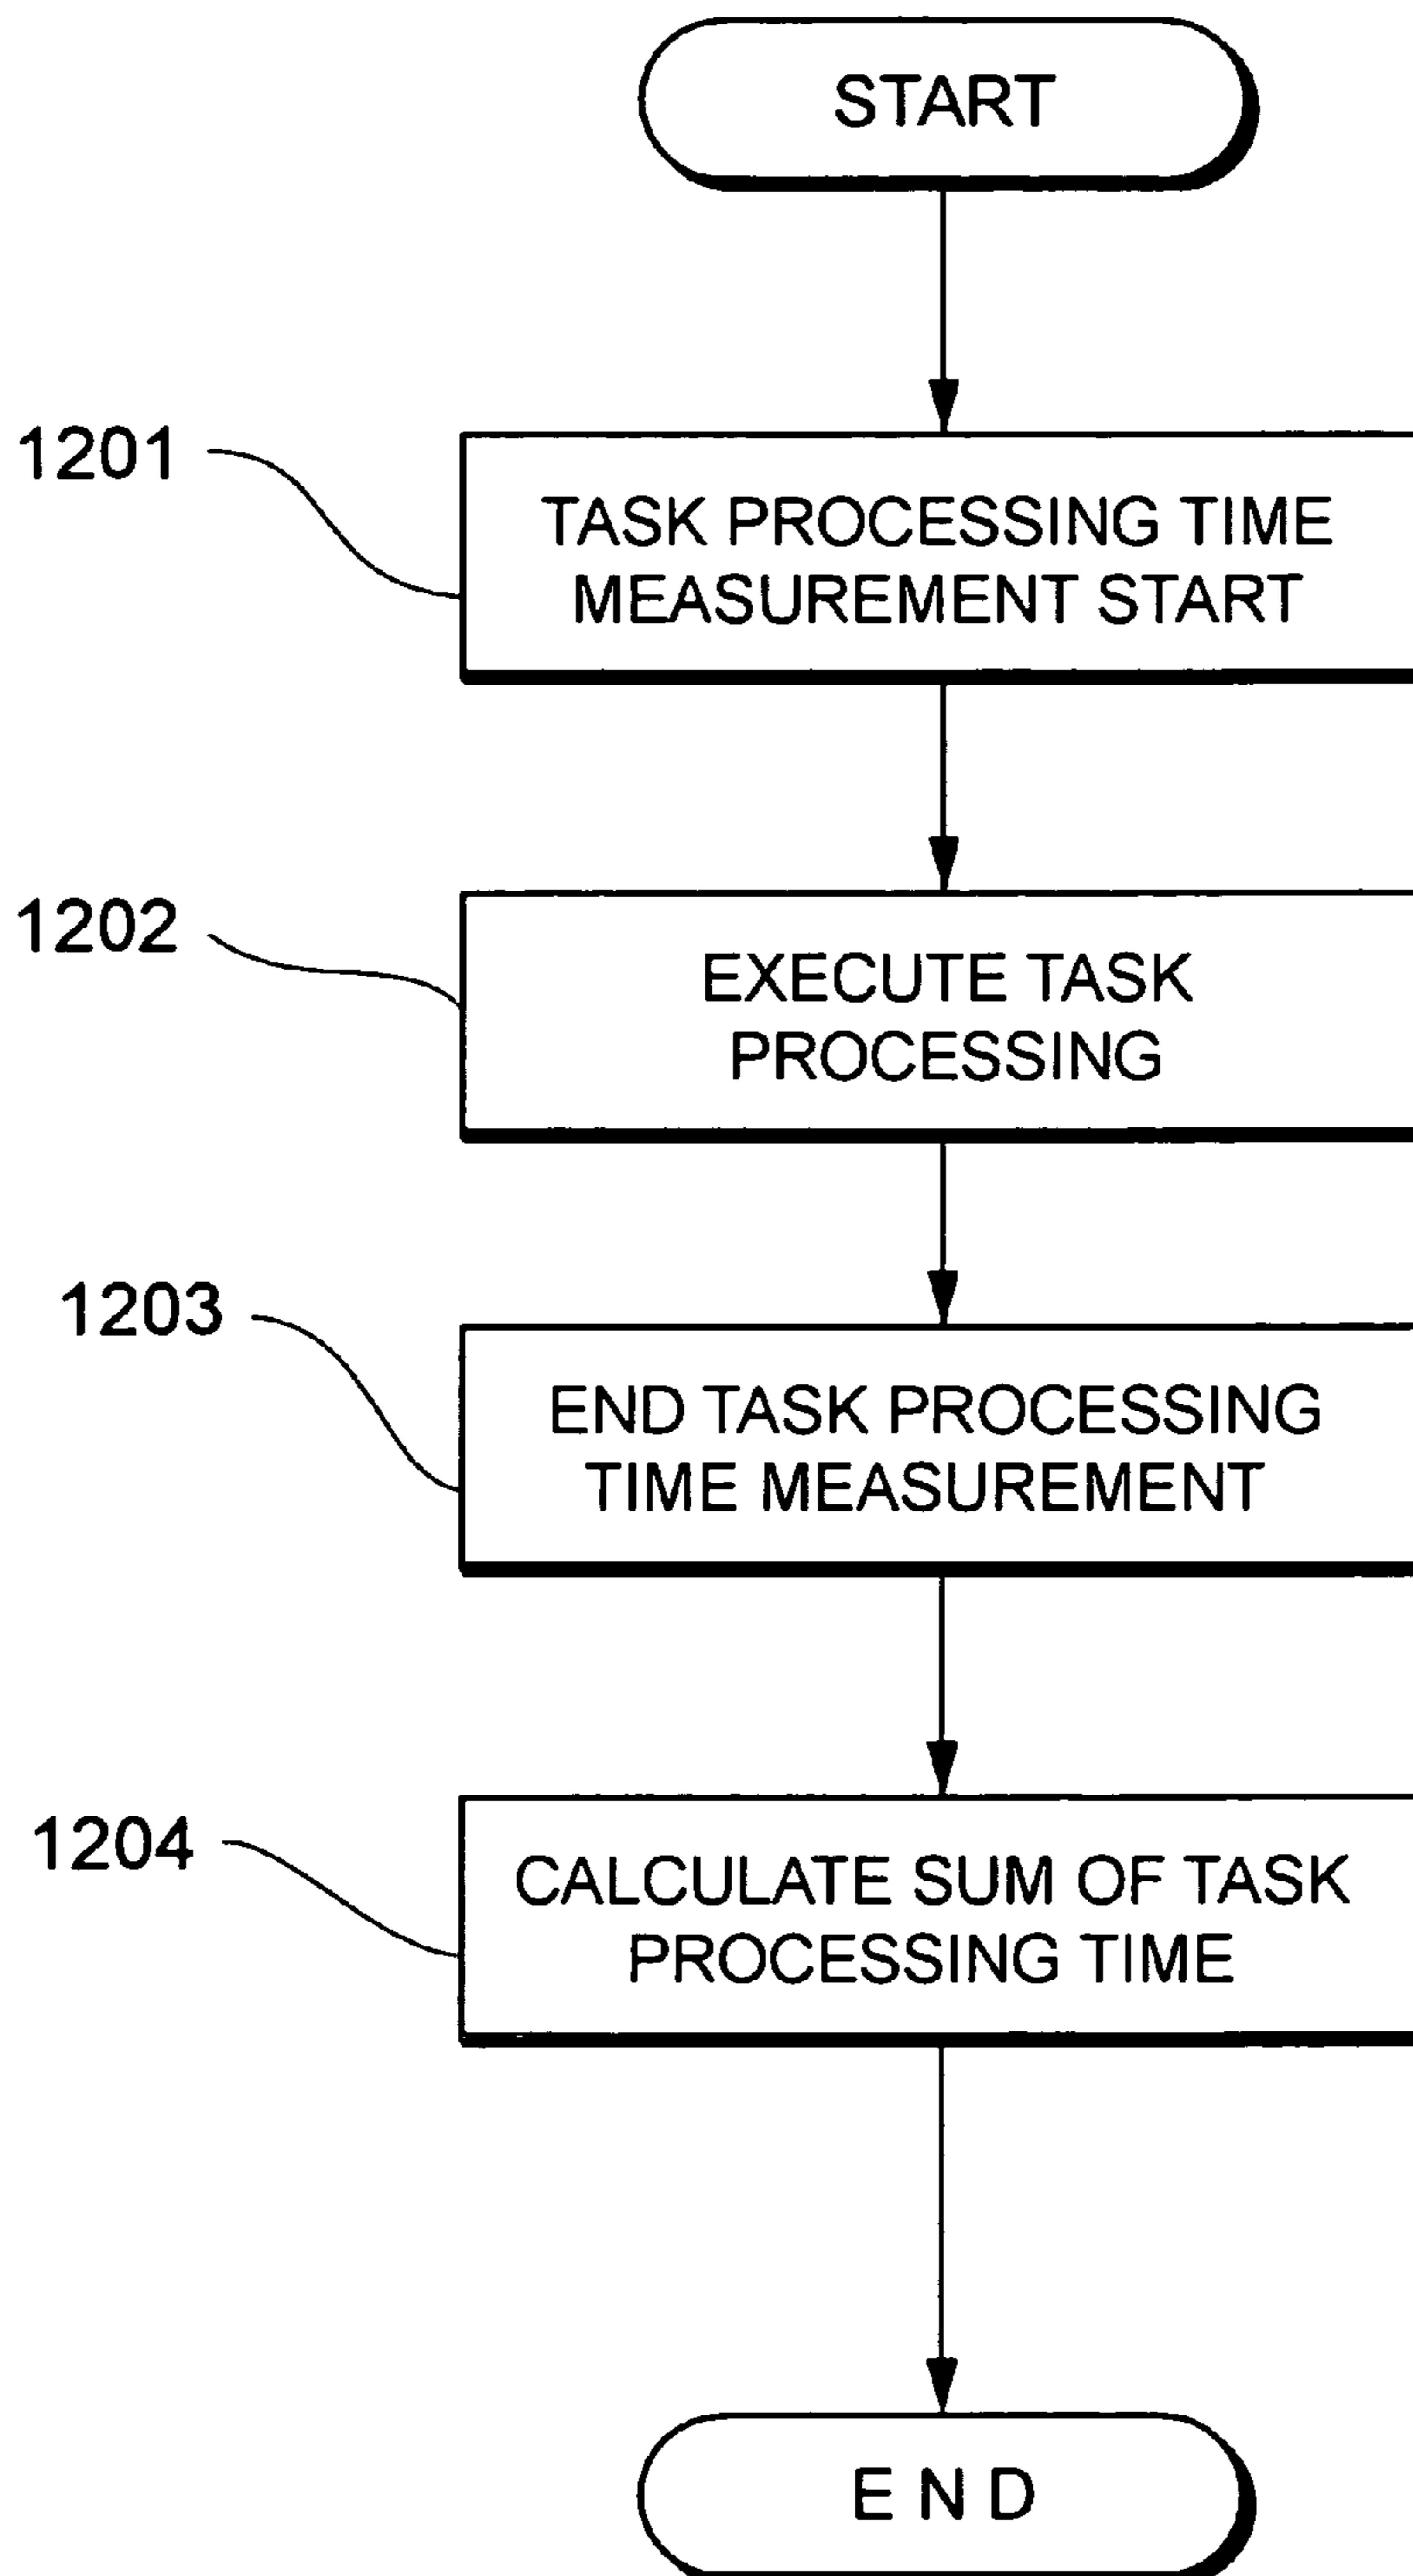 START
1201
TASK PROCESSING TIME
MEASUREMENT START
1202
EXECUTE TASK
PROCESSING
1203
END TASK PROCESSING
TIME MEASUREMENT
1204
CALCULATE SUM OF TASK
PROCESSING TIME
E N D